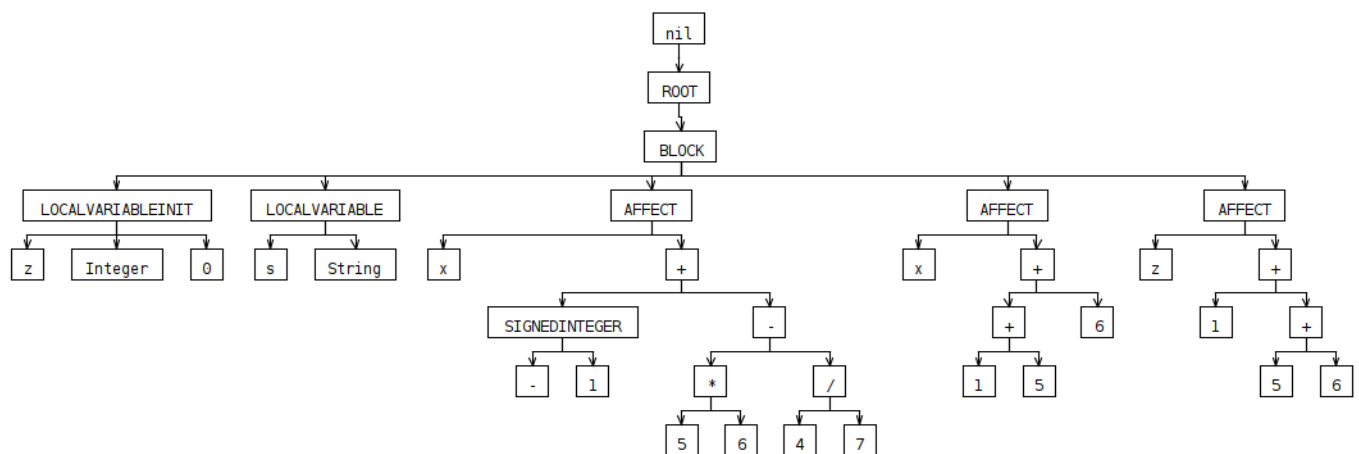 nil
ROOT
BLOCK
LOCALVARIABLEINIT LOCALVARIABLE AFFECT AFFECT AFFECT
z Integer 0 s String x + x + z +
SIGNEDINTEGER - + 6 1 +
- 1 * / 1 5 5 6
5 6 4 7